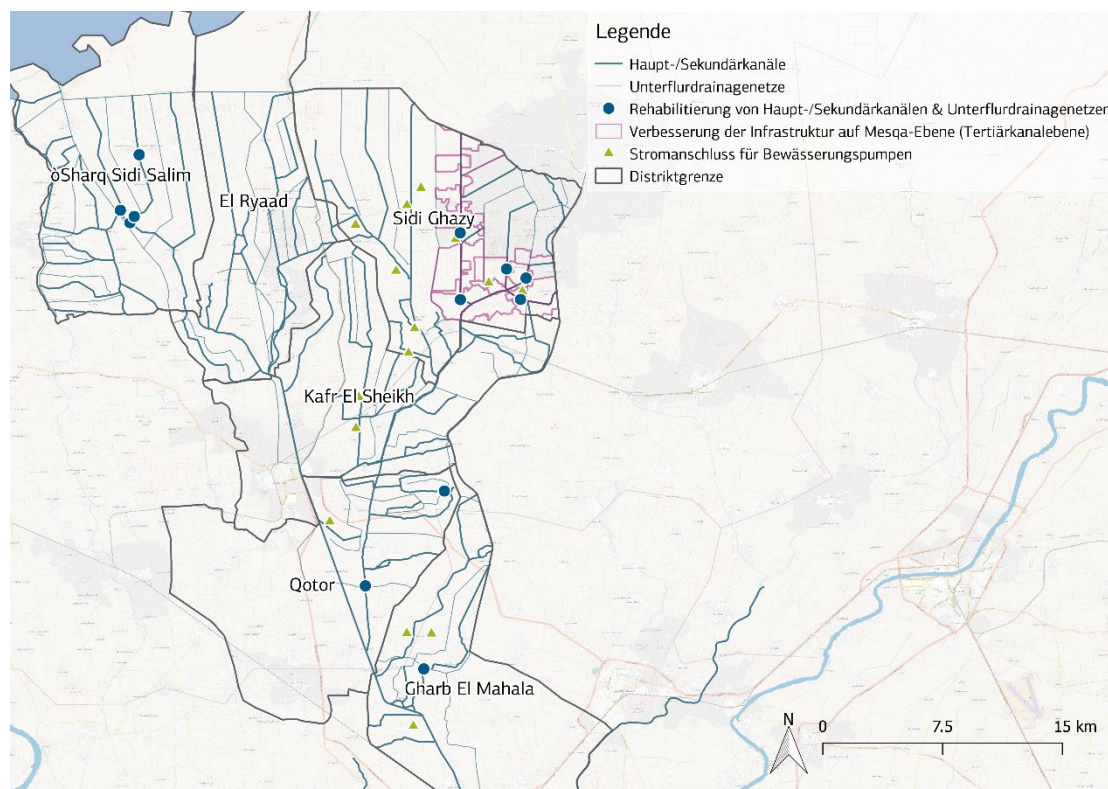 Legende
Haupt-/Sekundärkanäle
Unterflurdrainagenetze
Rehabilitierung von Haupt-/Sekundärkanälen & Unterflurdrainagenetzen
Verbesserung der Infrastruktur auf Mesqa-Ebene (Tertiärkanalebene)
Stromanschluss für Bewässerungspumpen
Distriktgrenze
òSharq Sidi Salim
El Ryaad
Sidi Ghazy
Kafr El Sheikh
Qotor
Gharb El Mahala
N
0 7.5 15 km